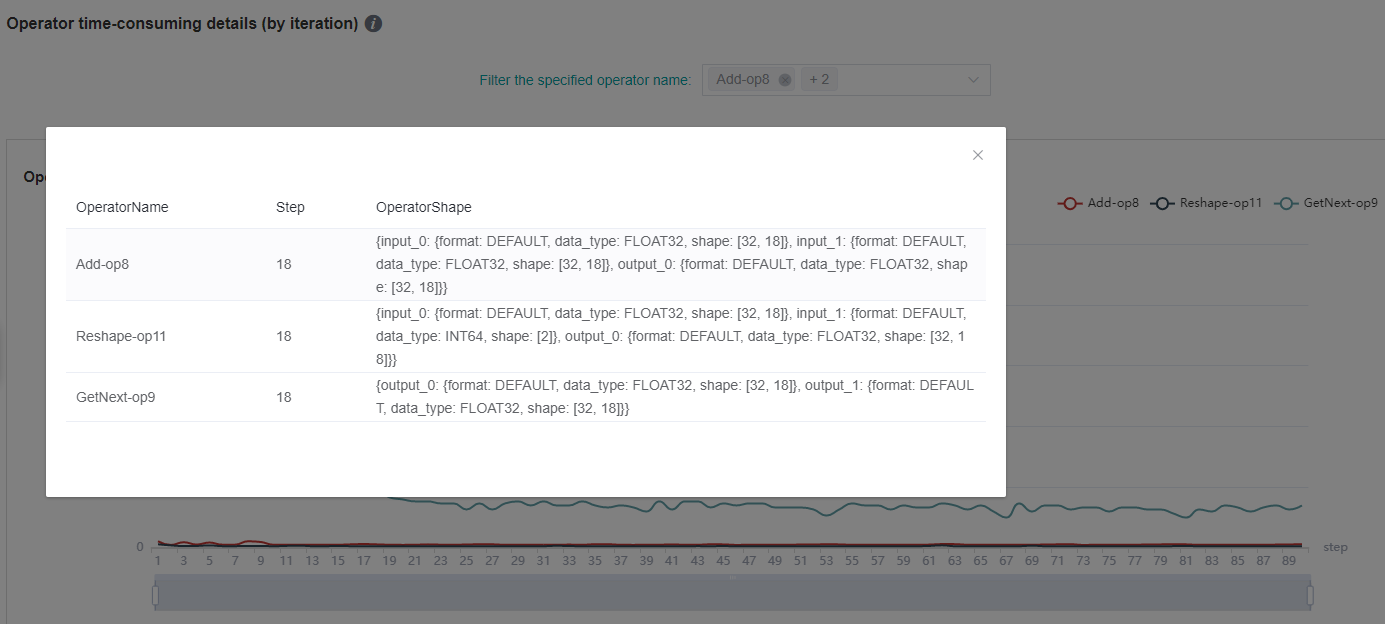 Operator time-consuming details (by iteration)
Filter the specified operator name: Add-op8 + 2
Ope
Add-op8 Reshape-op11 GetNext-op9
OperatorName Step OperatorShape
Add-op8 18 {input_0: {format: DEFAULT, data_type: FLOAT32, shape: [32, 18]}, input_1: {format: DEFAULT,
data_type: FLOAT32, shape: [32, 18]}, output_0: {format: DEFAULT, data_type: FLOAT32, shap
e: [32, 18]}}
Reshape-op11 18 {input_0: {format: DEFAULT, data_type: FLOAT32, shape: [32, 18]}, input_1: {format: DEFAULT,
data_type: INT64, shape: [2]}, output_0: {format: DEFAULT, data_type: FLOAT32, shape: [32, 1
8]}}
GetNext-op9 18 {output_0: {format: DEFAULT, data_type: FLOAT32, shape: [32, 18]}, output_1: {format: DEFAUL
T, data_type: FLOAT32, shape: [32, 18]}}
0 step
1 3 5 7 9 11 13 15 17 19 21 23 25 27 29 31 33 35 37 39 41 43 45 47 49 51 53 55 57 59 61 63 65 67 69 71 73 75 77 79 81 83 85 87 89